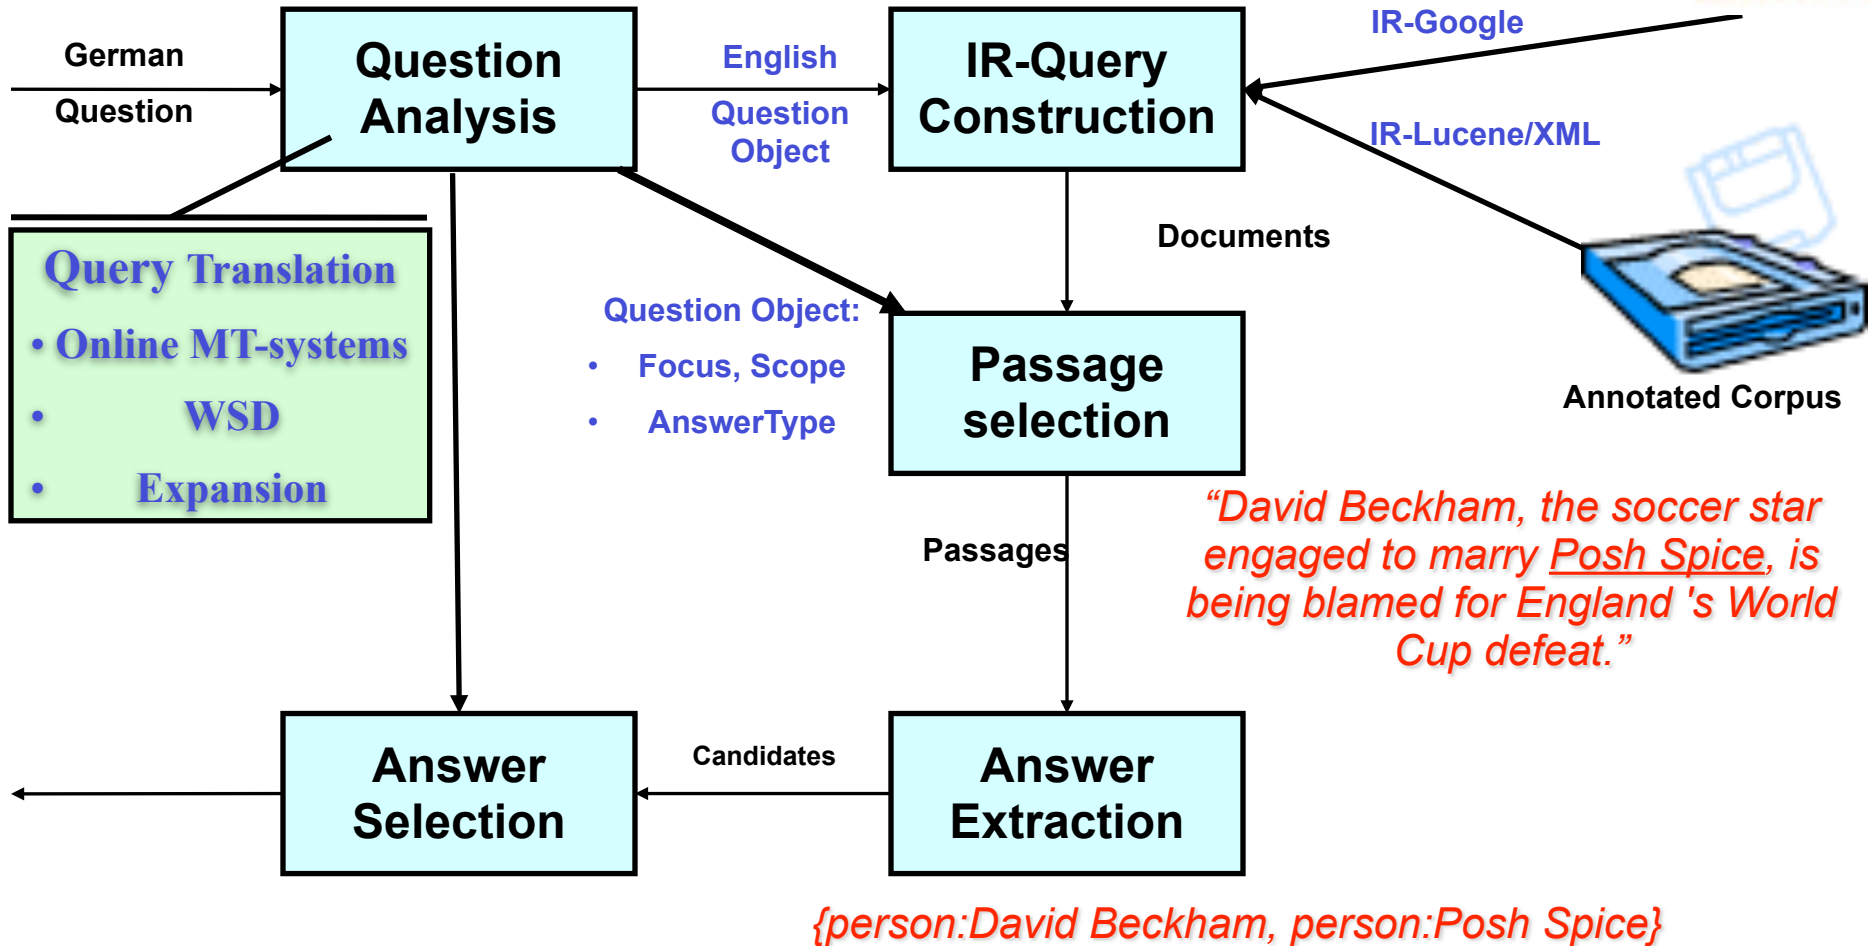 German
Question
Question
Analysis
English
Question
Object
IR-Query
Construction
IR-Google
IR-Lucene/XML
Documents
Annotated Corpus
Query Translation
• Online MT-systems
• WSD
• Expansion
Question Object:
• Focus, Scope
• AnswerType
Passage
selection
Passages
“David Beckham, the soccer star
engaged to marry Posh Spice, is
being blamed for England 's World
Cup defeat.”
Answer
Selection
Candidates
Answer
Extraction
{person:David Beckham, person:Posh Spice}